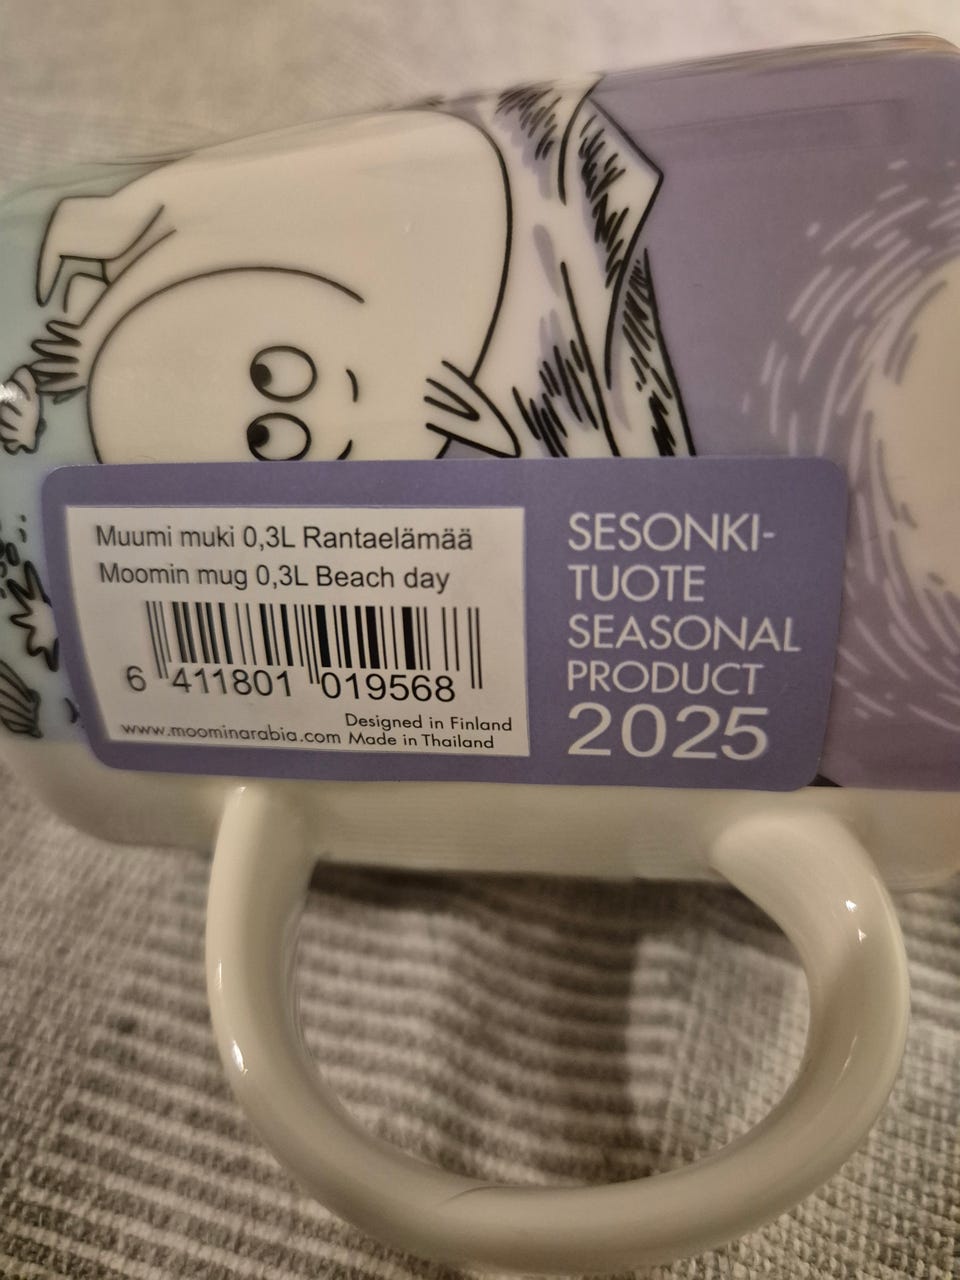 Muumi muki 0,3L Rantaelämää
Moomin mug 0,3L Beach day
6 411801 019568
Designed in Finland
www.moominarabia.com Made in Thailand
SESONKI-
TUOTE
SEASONAL
PRODUCT
2025